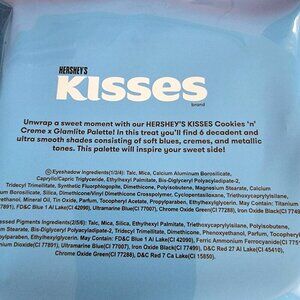 HERSHEY'S
KISSES
brand
Unwrap a sweet moment with our HERSHEY'S KISSES Cookies 'n'
Creme x Glamlite Palette! In this treat you'll find 6 decadent and
ultra smooth shades consisting of soft blues, cremes, and metallic
tones. This palette will inspire your sweet side!
Eyeshadow Ingredients(1/3/4): Talc, Mica, Calcium Aluminum Borosilicate,
Caprylic/Capric Triglyceride, Ethylhexyl Palmitate, Bis-Diglyceryl Polyacyladipate-2,
Tridecyl Trimellitate, Synthetic Fluorphlogopite, Dimethicone, Polyisobutene, Magnesium Stearate, Calcium
Borosilicate, Silica, Dimethicone/Vinyl Dimethicone Crosspolymer, Cyclopentasiloxane, Triethoxycaprylylsilane,
Mineral Oil, Tin Oxide, Parfum, Tocopheryl Acetate, Propylparaben, Ethylhexylglycerin. May Contain: Titanium
77891), FD&C Blue 1 Al Lake(CI 42090), Ultramarine Blue(CI 77007), Chrome Oxide Green(CI 77288), Iron Oxide Black(CI 77499)
Pigments Ingredients(2/5/6): Talc, Mica, Silica, Ethylhexyl Palmitate, Triethoxycaprylylsilane, Polyisobutene,
Borosilicate, Bis-Diglyceryl Polyacyladipate-2, Tridecyl Trimellitate, Dimethicone, Phenoxyethanol, Parfum, Tocopheryl
Propylparaben, Ethylhexylglycerin. May Contain: FD&C Blue 1 Al Lake(CI 42090), Ferric Ammonium Ferrocyanide(CI
Dioxide(CI 77891), Ultramarine Blue(CI 77007), Iron Oxide Black(CI 77499), D&C Red 27 Al Lake(CI 45410),
Chrome Oxide Green(CI 77288), D&C Red 7 Ca Lake(CI 15850).